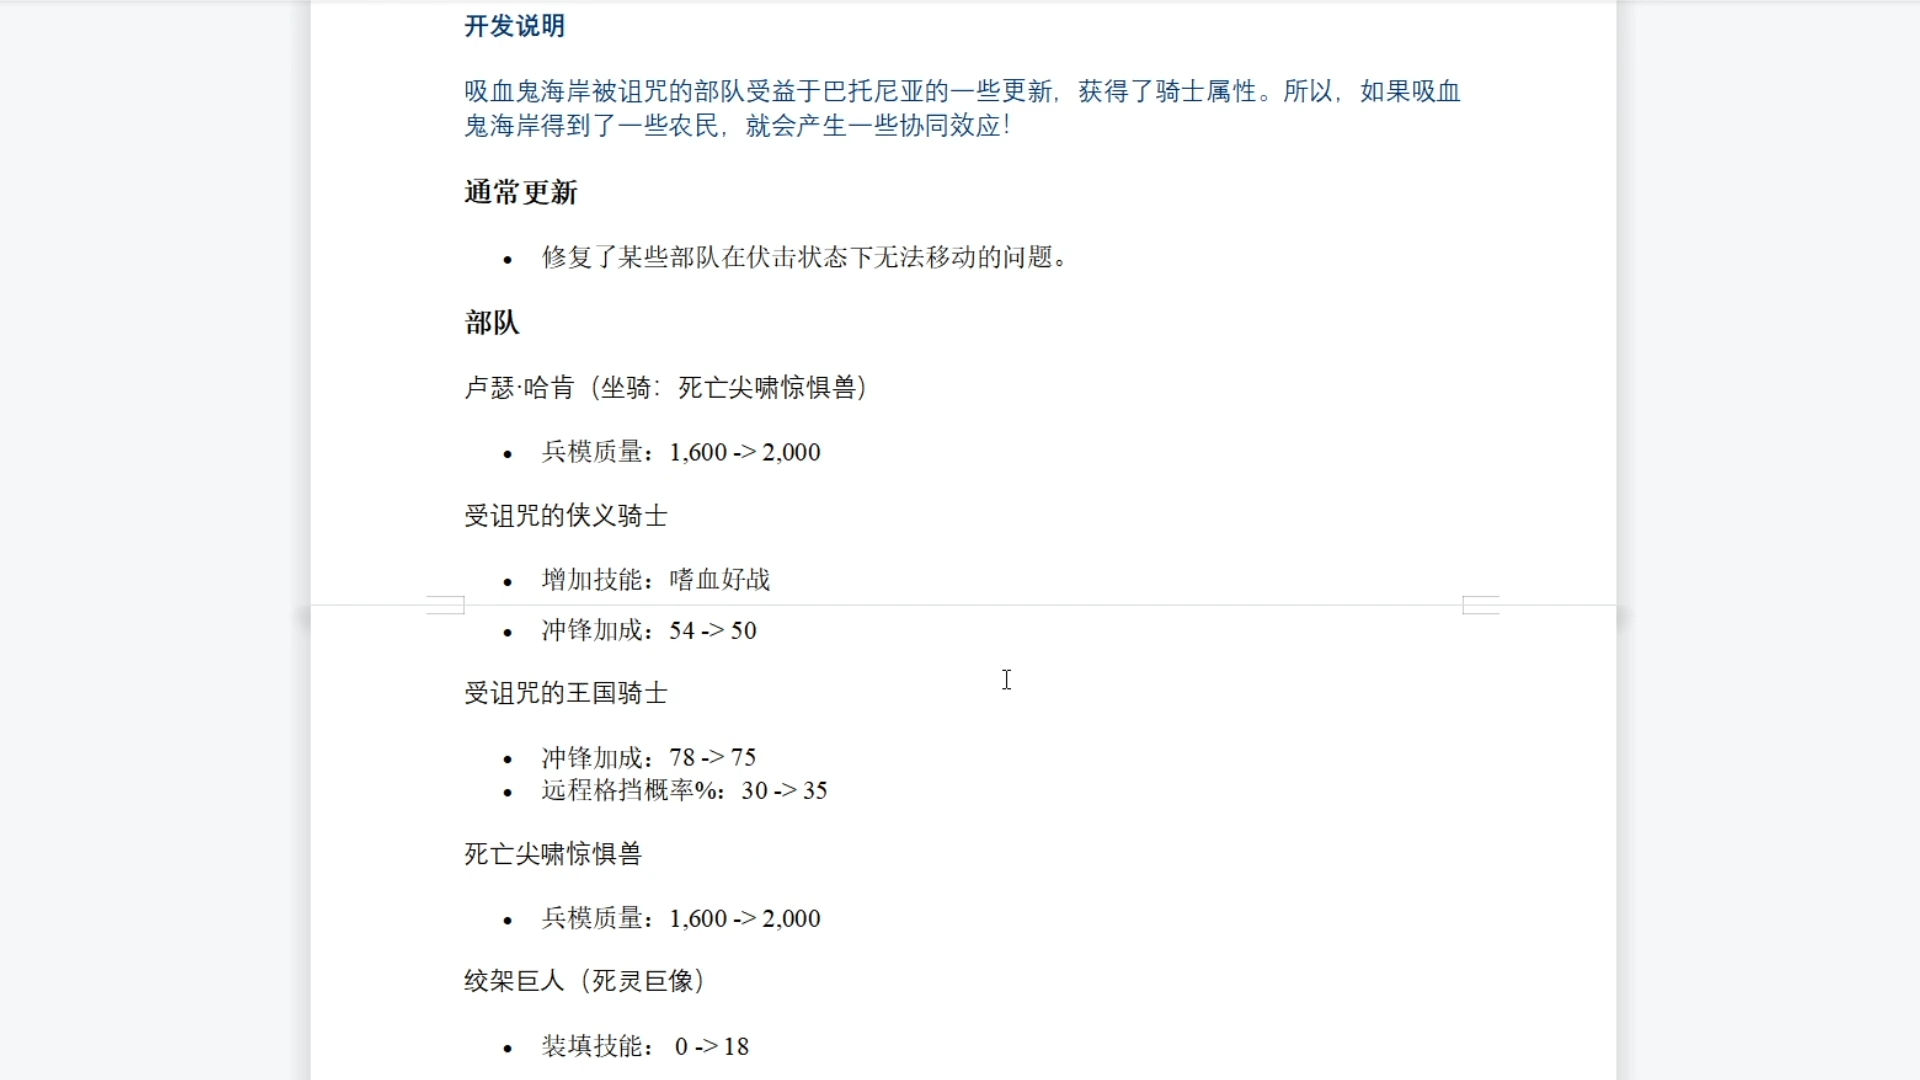 开发说明
吸血鬼海岸被诅咒的部队受益于巴托尼亚的一些更新，获得了骑士属性。所以，如果吸血
鬼海岸得到了一些农民，就会产生一些协同效应！
通常更新
• 修复了某些部队在伏击状态下无法移动的问题。
部队
卢瑟·哈肯（坐骑：死亡尖啸惊惧兽）
• 兵模质量：1,600 -> 2,000
受诅咒的侠义骑士
• 增加技能：嗜血好战
• 冲锋加成：54 -> 50
受诅咒的王国骑士
• 冲锋加成：78 -> 75
• 远程格挡概率%：30 -> 35
死亡尖啸惊惧兽
• 兵模质量：1,600 -> 2,000
绞架巨人（死灵巨像）
• 装填技能： 0 -> 18